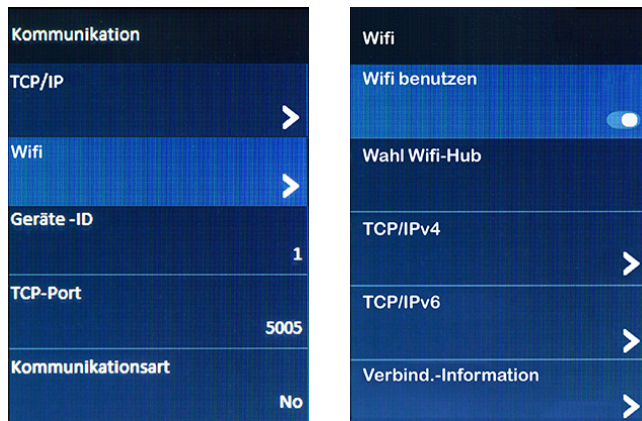 Kommunikation
TCP/IP
Wifi
Geräte -ID
1
TCP-Port
5005
Kommunikationsart
No
Wifi
Wifi benutzen
Wahl Wifi-Hub
TCP/IPv4
TCP/IPv6
Verbind.-Information